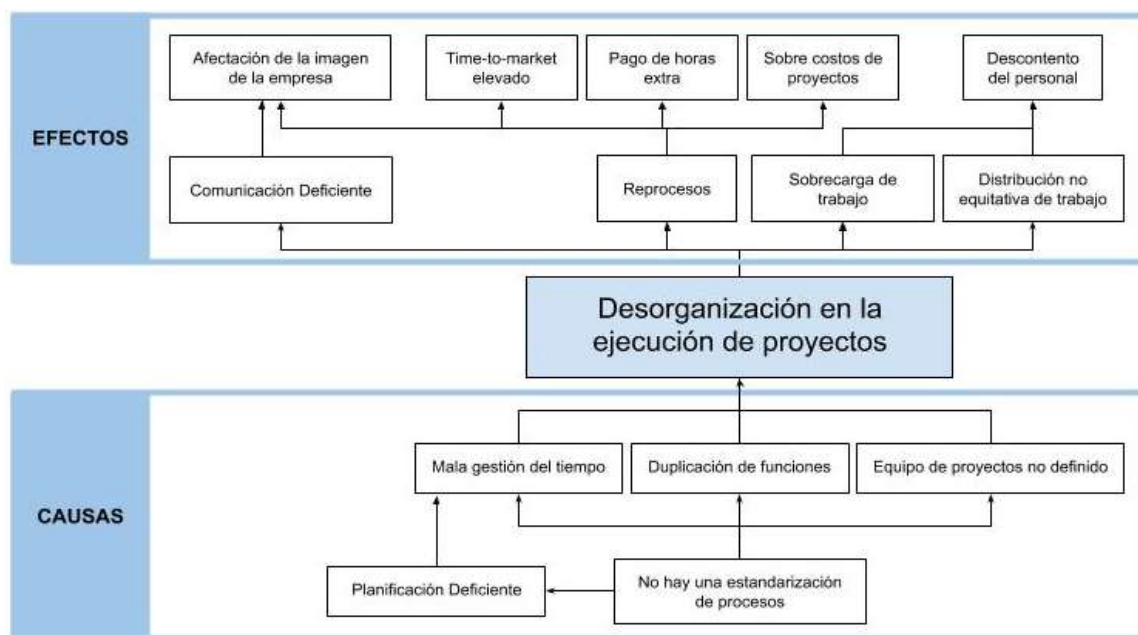 Afectación de la imagen
de la empresa
Time-to-market
elevado
Pago de horas
extra
Sobre costos de
proyectos
Descontento
del personal
EFECTOS
Comunicación Deficiente
Reprocesos
Sobrecarga de
trabajo
Distribución no
equitativa de trabajo
Desorganización en la
ejecución de proyectos
Mala gestión del tiempo
Duplicación de funciones
Equipo de proyectos no definido
CAUSAS
Planificación Deficiente
No hay una estandarización
de procesos